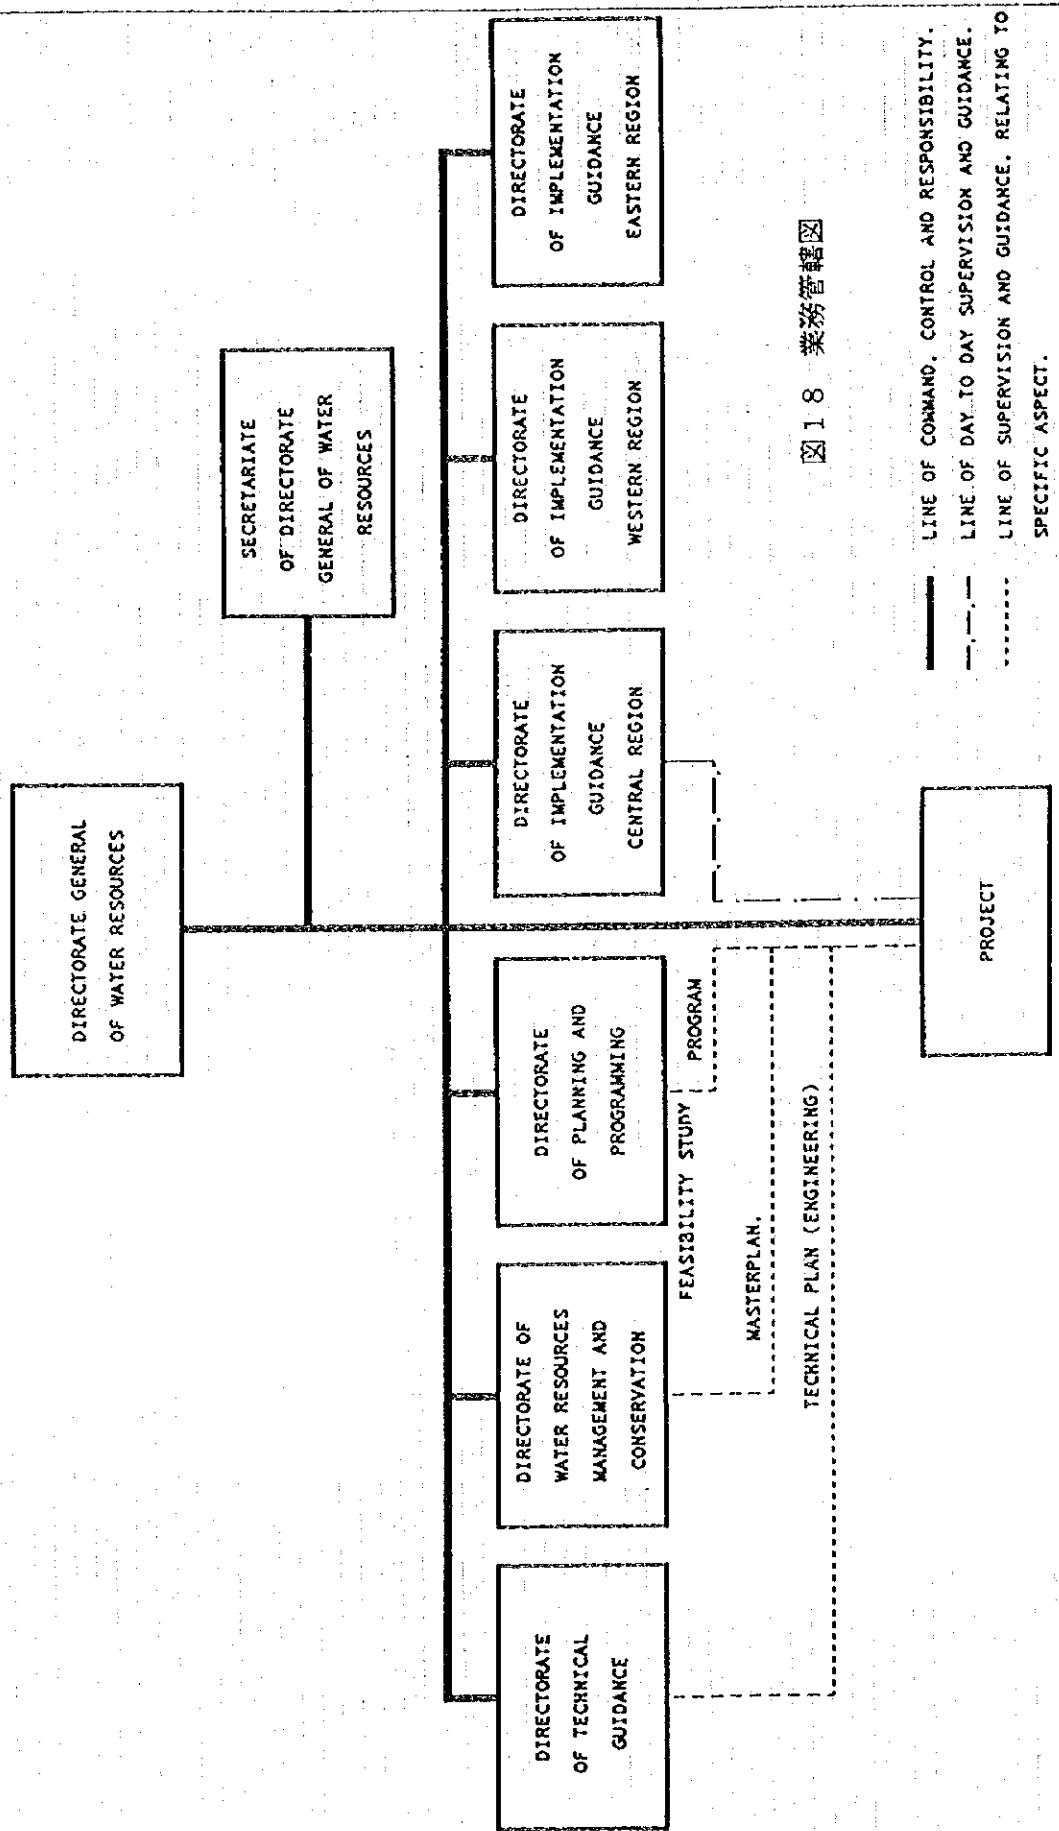 DIRECTORATE GENERAL
OF WATER RESOURCES
SECRETARIATE
OF DIRECTORATE
GENERAL OF WATER
RESOURCES
DIRECTORATE
OF TECHNICAL
GUIDANCE
DIRECTORATE OF
WATER RESOURCES
MANAGEMENT AND
CONSERVATION
DIRECTORATE
OF PLANNING AND
PROGRAMMING
DIRECTORATE
OF IMPLEMENTATION
GUIDANCE
CENTRAL REGION
DIRECTORATE
OF IMPLEMENTATION
GUIDANCE
WESTERN REGION
DIRECTORATE
OF IMPLEMENTATION
GUIDANCE
EASTERN REGION
FEASIBILITY STUDY
PROGRAM
MASTERPLAN.
TECHNICAL PLAN (ENGINEERING)
PROJECT
図18 業務管轄図
LINE OF COMMAND, CONTROL AND RESPONSIBILITY.
LINE OF DAY TO DAY SUPERVISION AND GUIDANCE.
LINE OF SUPERVISION AND GUIDANCE. RELATING TO
SPECIFIC ASPECT.